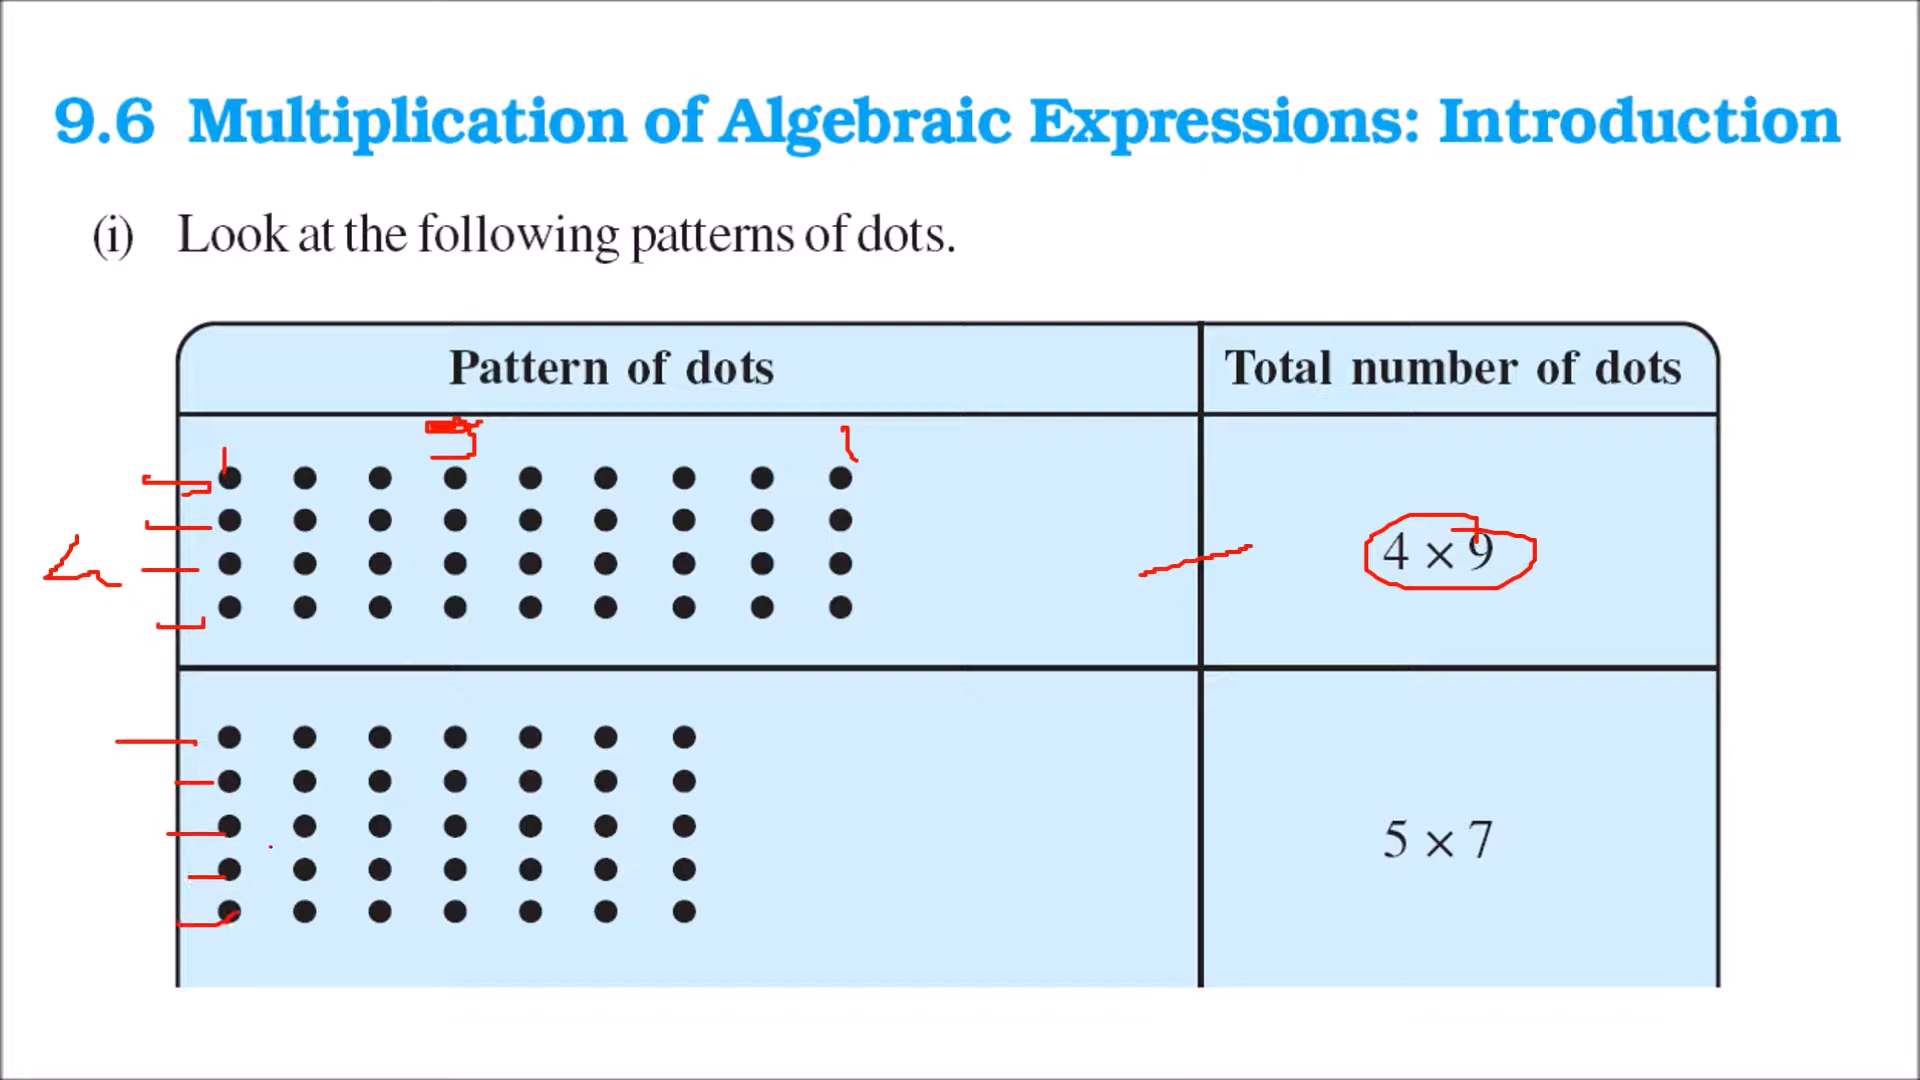 9.6 Multiplication of Algebraic Expressions: Introduction
(i) Look at the following patterns of dots.
Pattern of dots
Total number of dots
4 × 9
5 × 7